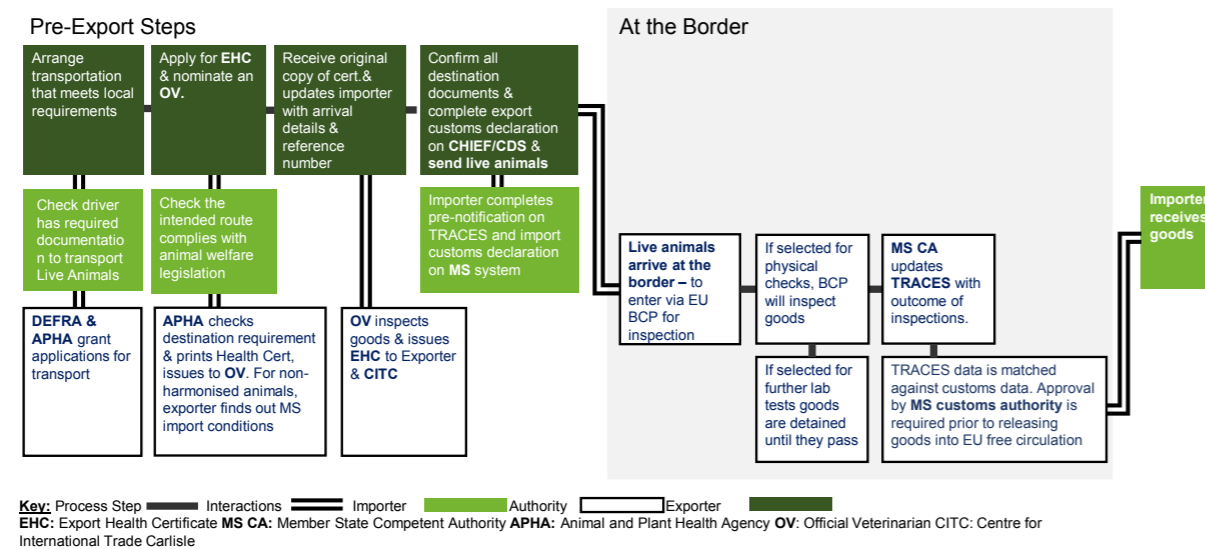 Pre-Export Steps
At the Border
Arrange
transportation
that meets local
requirements
Apply for EHC
& nominate an
OV.
Receive original
copy of cert.&
updates importer
with arrival
details &
reference
number
Confirm all
destination
documents &
complete export
customs declaration
on CHIEF/CDS &
send live animals
Check driver
has required
documentatio
n to transport
Live Animals
Check the
intended route
complies with
animal welfare
legislation
Importer completes
pre-notification on
TRACES and import
customs declaration
on MS system
DEFRA &
APHA grant
applications for
transport
APHA checks
destination requirement
& prints Health Cert,
issues to OV. For non-
harmonised animals,
exporter finds out MS
import conditions
OV inspects
goods & issues
EHC to Exporter
& CITC
Live animals
arrive at the
border – to
enter via EU
BCP for
inspection
If selected for
physical
checks, BCP
will inspect
goods
MS CA
updates
TRACES with
outcome of
inspections.
If selected for
further lab
tests goods
are detained
until they pass
TRACES data is matched
against customs data. Approval
by MS customs authority is
required prior to releasing
goods into EU free circulation
Importer
receives
goods
Key: Process Step Interactions Importer Authority Exporter
EHC: Export Health Certificate MS CA: Member State Competent Authority APHA: Animal and Plant Health Agency OV: Official Veterinarian CITC: Centre for
International Trade Carlisle